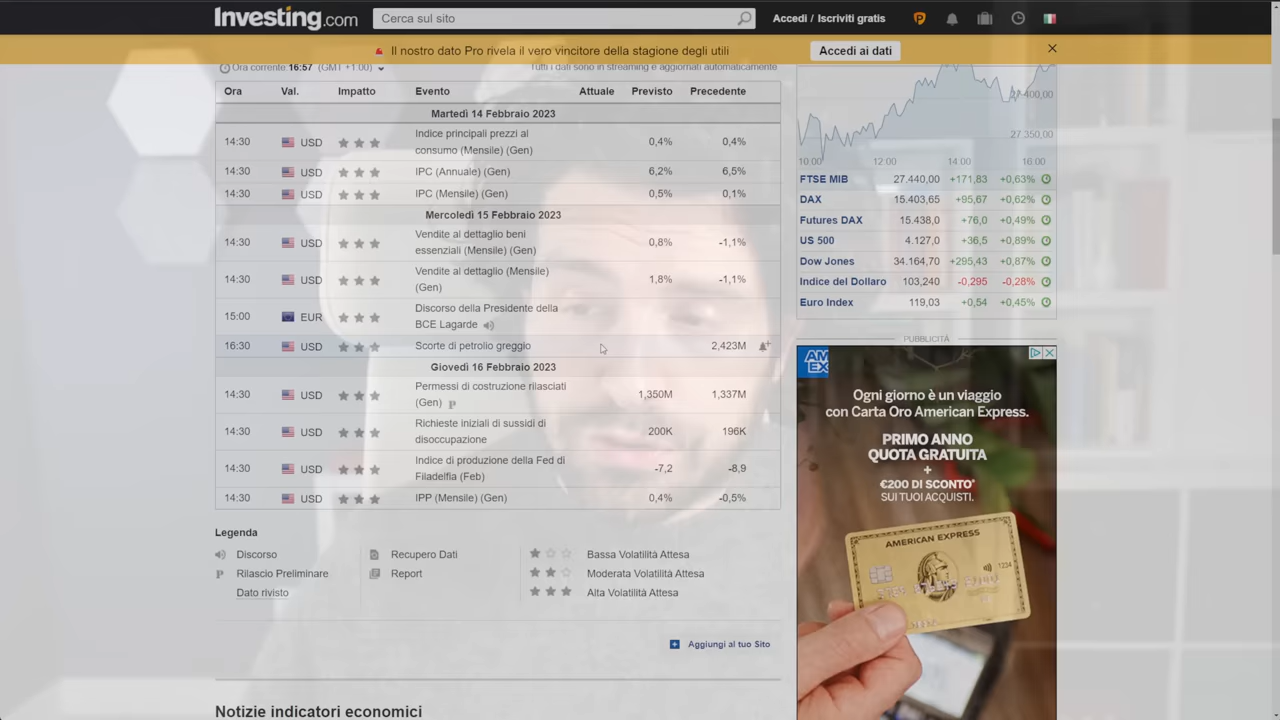 Investing.com
Cerca sul sito
Accedi / Iscriviti gratis
Il nostro dato Pro rivela il vero vincitore della stagione degli utili
Accedi ai dati
Ora corrente 16:57 (GMT +1:00)
Tutti i dati sono in streaming e aggiornati automaticamente
Ora Val. Impatto Evento Attuale Previsto Precedente
Martedì 14 Febbraio 2023
14:30 USD Indice principali prezzi al consumo (Mensile) (Gen) 0,4% 0,4%
14:30 USD IPC (Annuale) (Gen) 6,2% 6,5%
14:30 USD IPC (Mensile) (Gen) 0,5% 0,1%
Mercoledì 15 Febbraio 2023
14:30 USD Vendite al dettaglio beni essenziali (Mensile) (Gen) 0,8% -1,1%
14:30 USD Vendite al dettaglio (Mensile) (Gen) 1,8% -1,1%
15:00 EUR Discorso della Presidente della BCE Lagarde
16:30 USD Scorte di petrolio greggio 2,423M
Giovedì 16 Febbraio 2023
14:30 USD Permessi di costruzione rilasciati (Gen) P 1,350M 1,337M
14:30 USD Richieste iniziali di sussidi di disoccupazione 200K 196K
14:30 USD Indice di produzione della Fed di Filadelfia (Feb) -7,2 -8,9
14:30 USD IPP (Mensile) (Gen) 0,4% -0,5%
Legenda
Discorso
P Rilascio Preliminare
Dato rivisto
Recupero Dati
Report
Bassa Volatilità Attesa
Moderata Volatilità Attesa
Alta Volatilità Attesa
Aggiungi al tuo Sito
Notizie indicatori economici
27.400,00
27.350,00
10:00 12:00 14:00 16:00
FTSE MIB 27.440,00 +171,83 +0,63%
DAX 15.403,65 +95,67 +0,62%
Futures DAX 15.438,0 +76,0 +0,49%
US 500 4.127,0 +36,5 +0,89%
Dow Jones 34.164,70 +295,43 +0,87%
Indice del Dollaro 103,240 -0,295 -0,28%
Euro Index 119,03 +0,54 +0,45%
PUBBLICITÀ
AM
EX
Ogni giorno è un viaggio
con Carta Oro American Express.
PRIMO ANNO
QUOTA GRATUITA
+
€200 DI SCONTO*
SUI TUOI ACQUISTI.
AMERICAN EXPRESS
1234